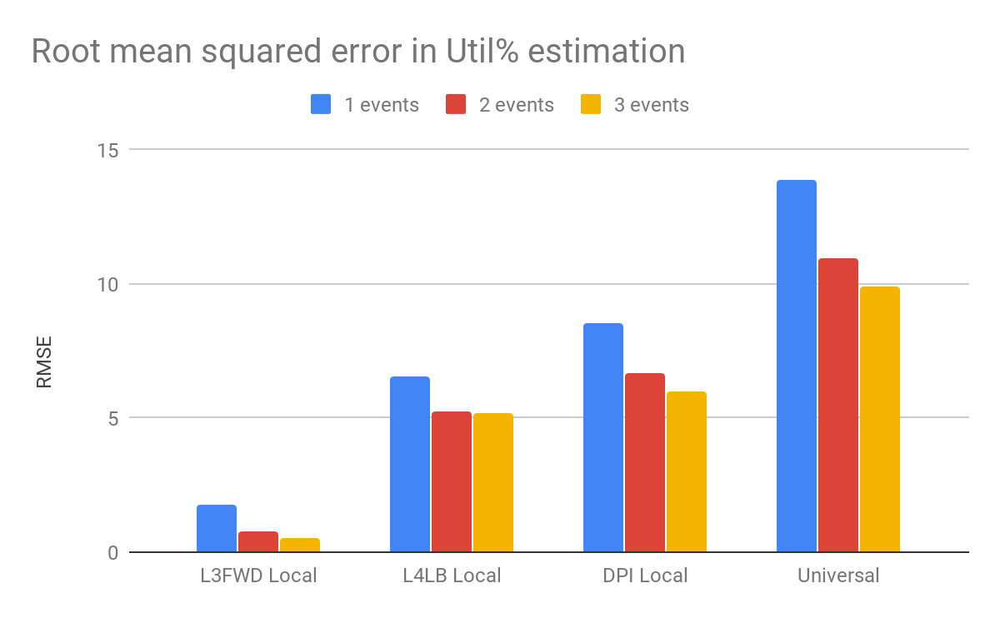 Root mean squared error in Util% estimation
1 events 2 events 3 events
15
10
5
0
RMSE
L3FWD Local L4LB Local DPI Local Universal